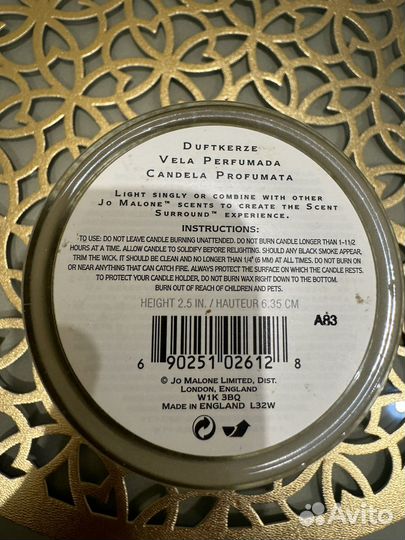 DUFTKERZE
VELA PERFUMADA
CANDELA PROFUMATA
LIGHT SINGLY OR COMBINE WITH OTHER
JO MALONE™ SCENTS TO CREATE THE SCENT
SURROUND™ EXPERIENCE.
INSTRUCTIONS:
-TO USE: DO NOT LEAVE CANDLE BURNING UNATTENDED. DO NOT BURN CANDLE LONGER THAN 1-11/2
HOURS AT A TIME. ALLOW CANDLE TO SOLIDIFY BEFORE RELIGHTING. SHOULD ANY BLACK SMOKE APPEAR,
TRIM THE WICK. IT SHOULD BE CLEAN AND NO LONGER THAN 1/4" (6 MM) AT ALL TIMES. DO NOT BURN ON
OR NEAR ANYTHING THAT CAN CATCH FIRE. ALWAYS PROTECT THE SURFACE ON WHICH THE CANDLE RESTS.
TO PROTECT YOUR CANDLE HOLDER, DO NOT BURN WAX RIGHT DOWN TO THE BOTTOM.
BURN OUT OF REACH OF CHILDREN AND PETS.
HEIGHT 2.5 IN. / HAUTEUR 6.35 CM
A83
6 90251 02612 8
© JO MALONE LIMITED, DIST.
LONDON, ENGLAND
W1K 3BQ
MADE IN ENGLAND L32W
Avito